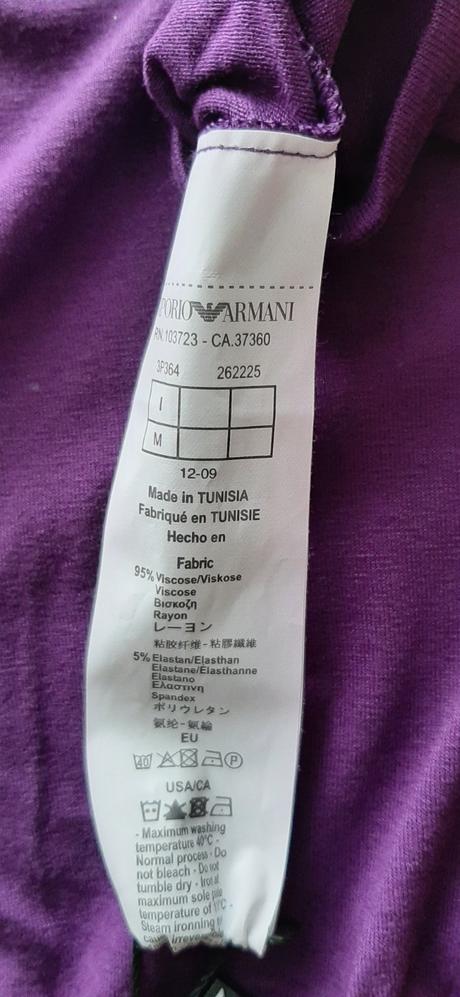 PORIO ARMANI
RN.103723 - CA.37360
3P364 262225
I
M
12-09
Made in TUNISIA
Fabriqué en TUNISIE
Hecho en
Fabric
95% Viscose/Viskose
Viscose
Βισκοζη
Rayon
レーヨン
粘胶纤维-粘膠纖維
5% Elastan/Elasthan
Elastane/Elasthanne
Elastano
Ελαστινη
Spandex
ポリウレタン
氨纶-氨綸
EU
40 P
USA/CA
- Maximum washing
temperature 40°C -
Normal process - Do
not bleach - Do not
tumble dry - Iron at
maximum sole plate
temperature of
Steam ironning
cause irreversible